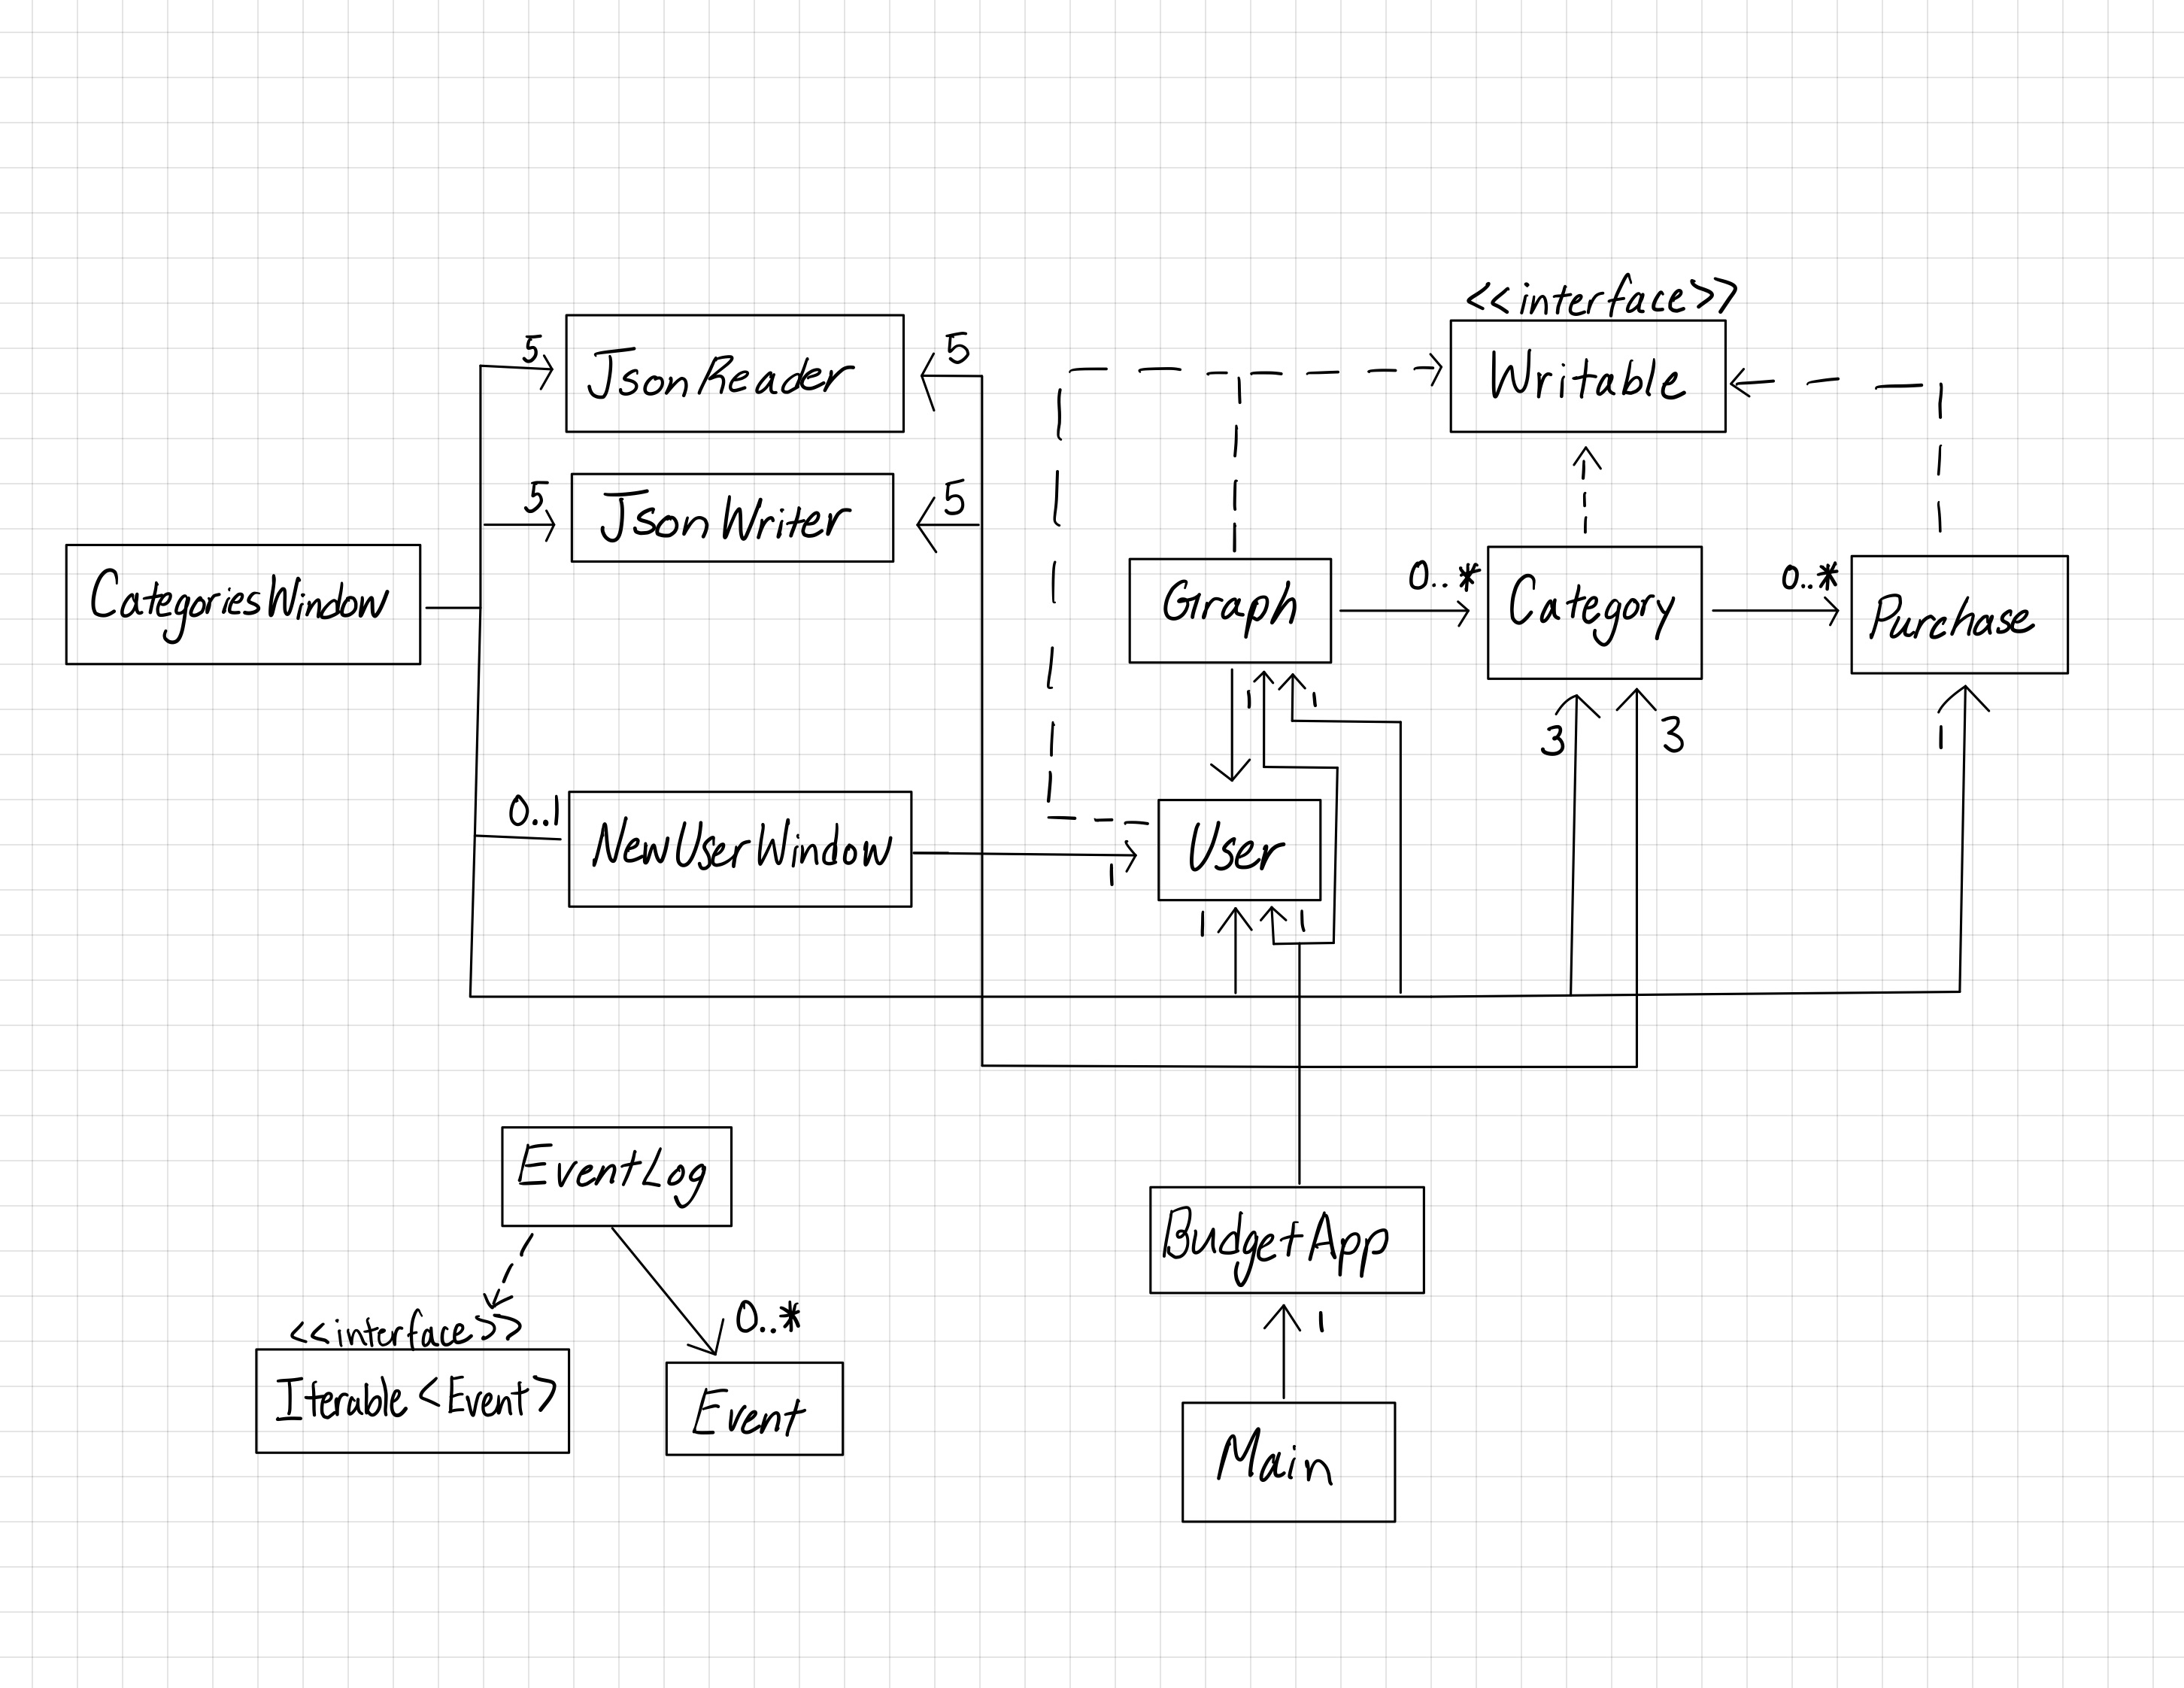 <<interface>>
5
JsonReader
5
Writable
5
JsonWriter
5
CategoriesWindow
Graph
0..*
Category
0..*
Purchase
1
1
3
3
1
0..1
NewUserWindow
1
User
1
1
EventLog
BudgetApp
0..*
1
<<interface>>
Iterable<Event>
Event
Main